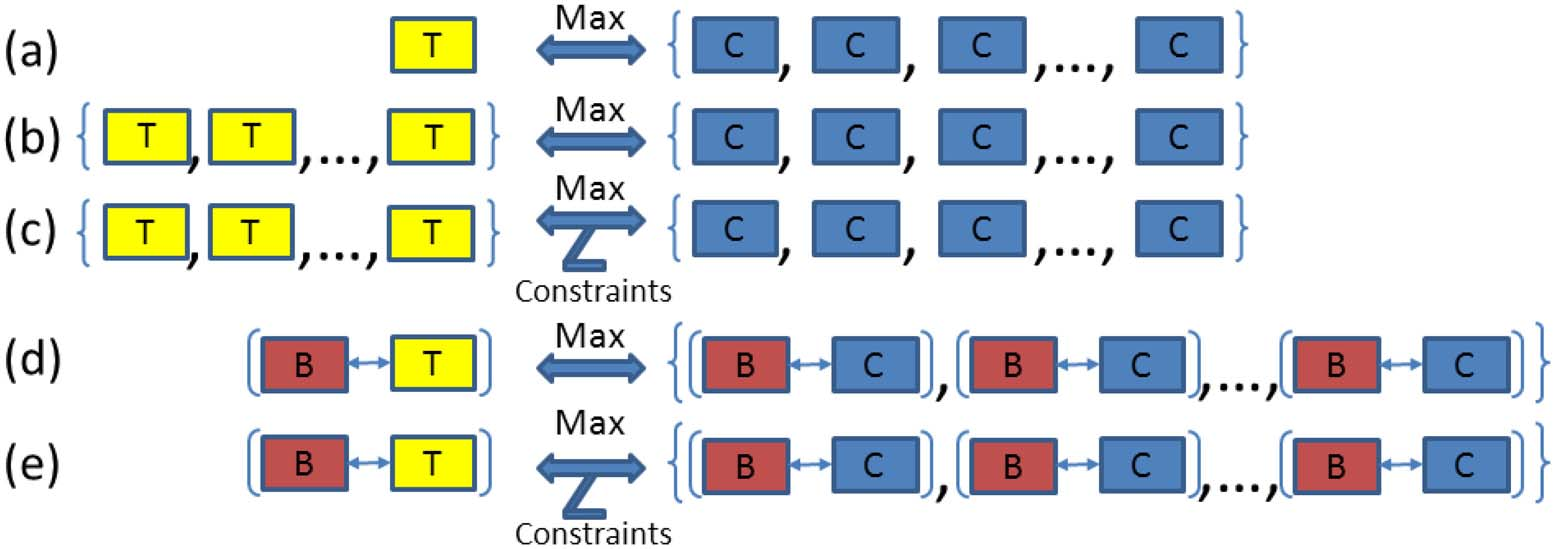 (a) T Max { C , C , C ,..., C }
(b) { T , T ,..., T } Max { C , C , C ,..., C }
(c) { T , T ,..., T } Max { C , C , C ,..., C }
Constraints
(d) ( B T ) Max { ( B C ) , ( B C ) ,..., ( B C ) }
(e) ( B T ) Max { ( B C ) , ( B C ) ,..., ( B C ) }
Constraints